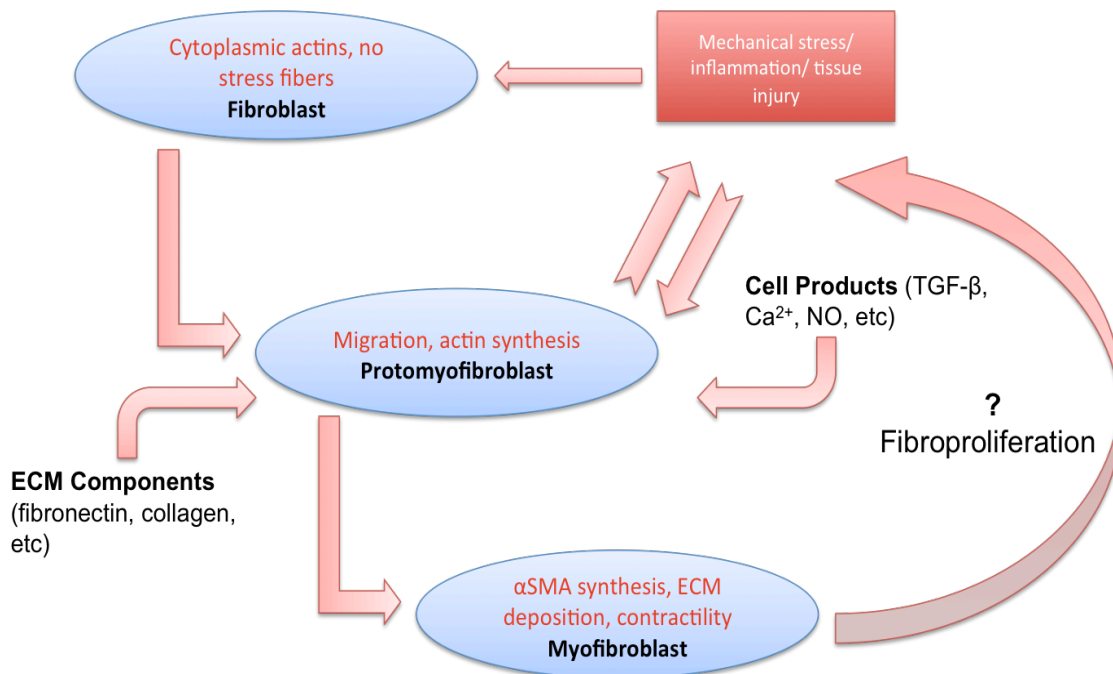 Cytoplasmic actins, no
stress fibers
Fibroblast
Mechanical stress/
inflammation/ tissue
injury
Cell Products (TGF-β,
Ca²⁺, NO, etc)
Migration, actin synthesis
Protomyofibroblast
?
Fibroproliferation
ECM Components
(fibronectin, collagen,
etc)
αSMA synthesis, ECM
deposition, contractility
Myofibroblast